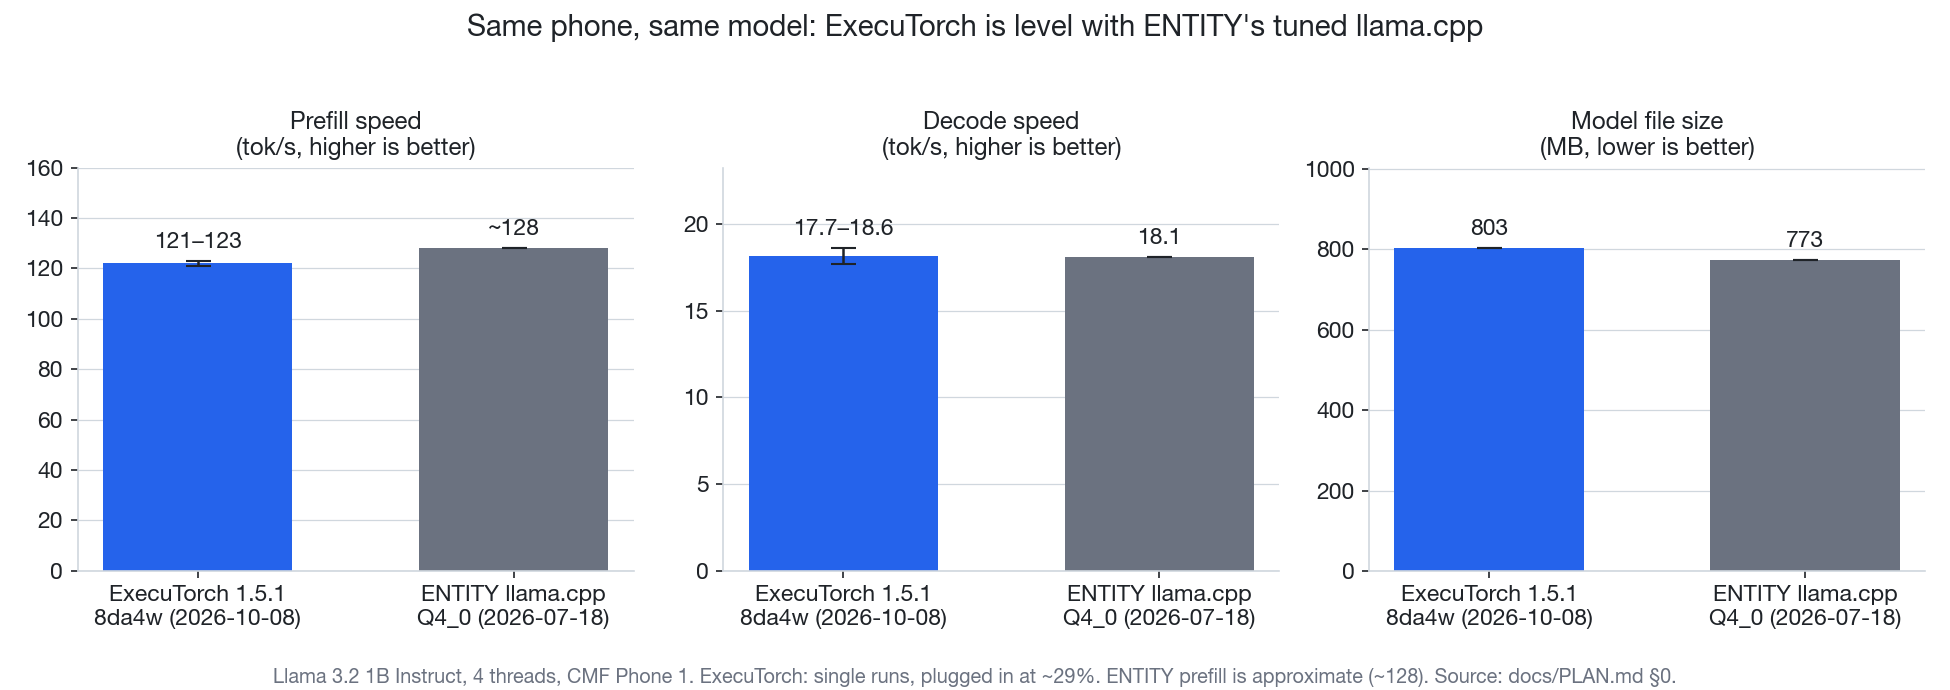 Same phone, same model: ExecuTorch is level with ENTITY's tuned llama.cpp
Prefill speed
(tok/s, higher is better)
160
140
120
100
80
60
40
20
0
121–123
~128
ExecuTorch 1.5.1
8da4w (2026-10-08)
ENTITY llama.cpp
Q4_0 (2026-07-18)
Decode speed
(tok/s, higher is better)
20
15
10
5
0
17.7–18.6
18.1
ExecuTorch 1.5.1
8da4w (2026-10-08)
ENTITY llama.cpp
Q4_0 (2026-07-18)
Model file size
(MB, lower is better)
1000
800
600
400
200
0
803
773
ExecuTorch 1.5.1
8da4w (2026-10-08)
ENTITY llama.cpp
Q4_0 (2026-07-18)
Llama 3.2 1B Instruct, 4 threads, CMF Phone 1. ExecuTorch: single runs, plugged in at ~29%. ENTITY prefill is approximate (~128). Source: docs/PLAN.md §0.